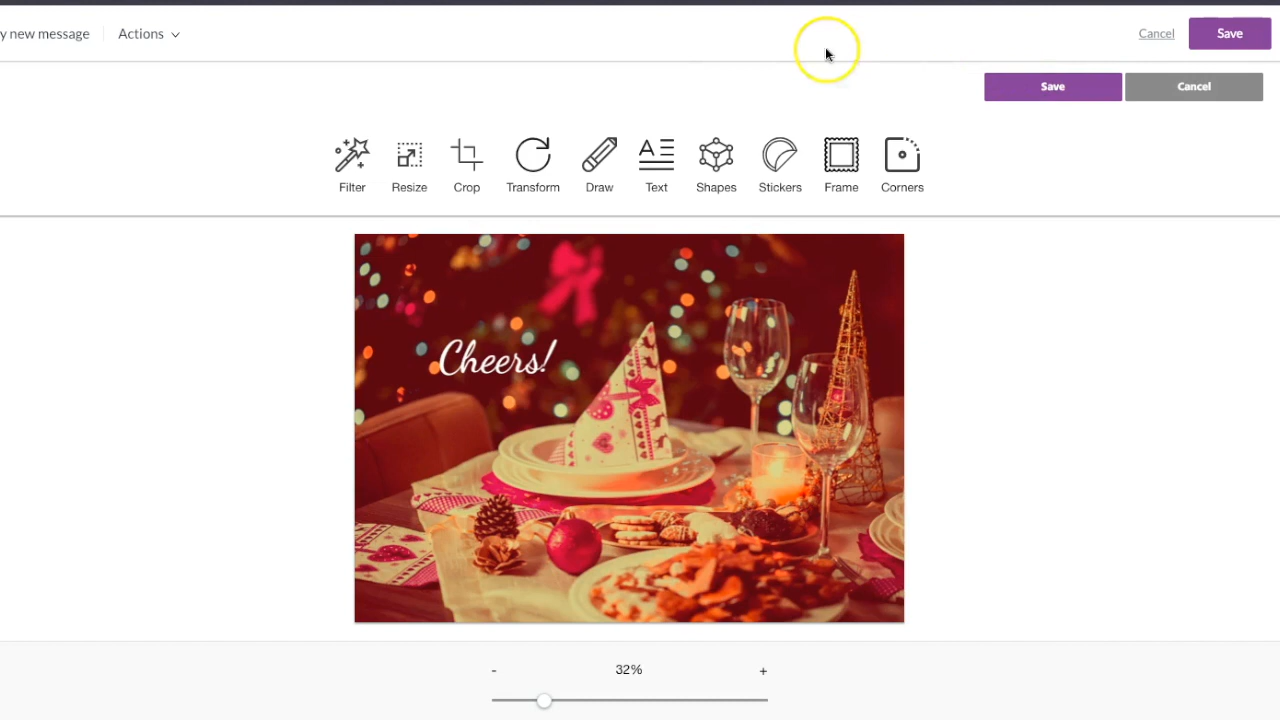 y new message
Actions
Cancel
Save
Save
Cancel
Filter
Resize
Crop
Transform
Draw
Text
Shapes
Stickers
Frame
Corners
Cheers!
-
32%
+